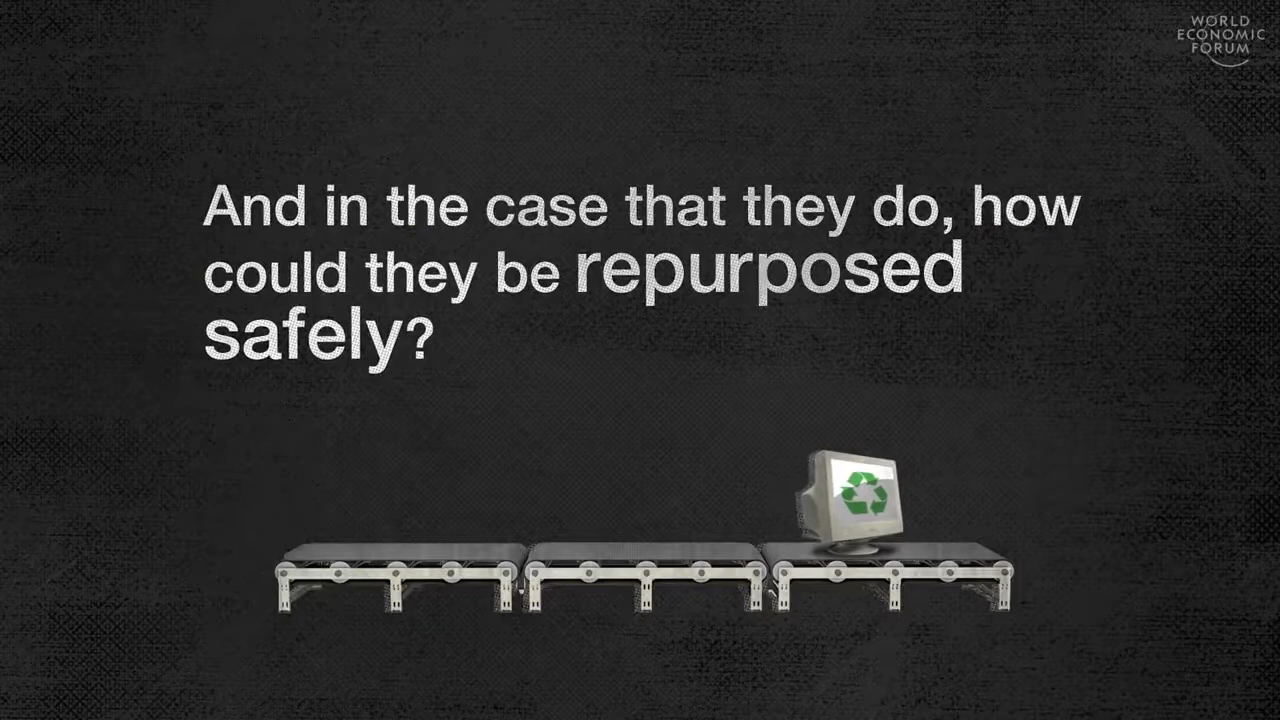 WORLD
ECONOMIC
FORUM
And in the case that they do, how
could they be repurposed
safely?